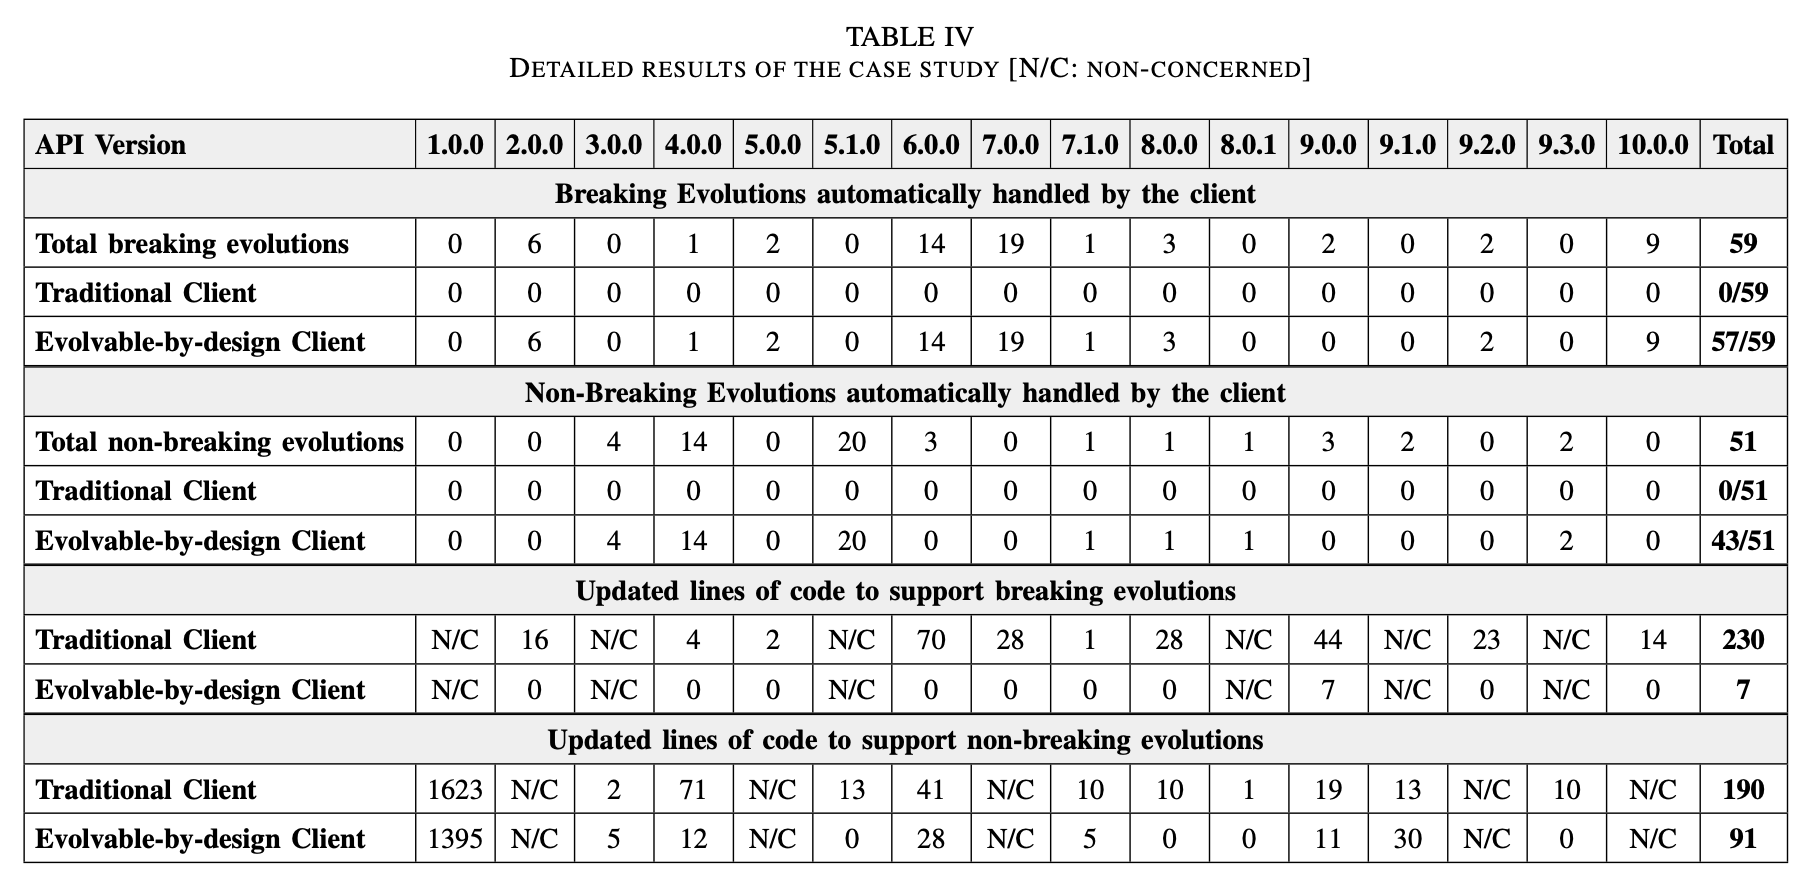 TABLE IV
DETAILED RESULTS OF THE CASE STUDY [N/C: NON-CONCERNED]
API Version 1.0.0 2.0.0 3.0.0 4.0.0 5.0.0 5.1.0 6.0.0 7.0.0 7.1.0 8.0.0 8.0.1 9.0.0 9.1.0 9.2.0 9.3.0 10.0.0 Total
Breaking Evolutions automatically handled by the client
Total breaking evolutions 0 6 0 1 2 0 14 19 1 3 0 2 0 2 0 9 59
Traditional Client 0 0 0 0 0 0 0 0 0 0 0 0 0 0 0 0 0/59
Evolvable-by-design Client 0 6 0 1 2 0 14 19 1 3 0 0 0 2 0 9 57/59
Non-Breaking Evolutions automatically handled by the client
Total non-breaking evolutions 0 0 4 14 0 20 3 0 1 1 1 3 2 0 2 0 51
Traditional Client 0 0 0 0 0 0 0 0 0 0 0 0 0 0 0 0 0/51
Evolvable-by-design Client 0 0 4 14 0 20 0 0 1 1 1 0 0 0 2 0 43/51
Updated lines of code to support breaking evolutions
Traditional Client N/C 16 N/C 4 2 N/C 70 28 1 28 N/C 44 N/C 23 N/C 14 230
Evolvable-by-design Client N/C 0 N/C 0 0 N/C 0 0 0 0 N/C 7 N/C 0 N/C 0 7
Updated lines of code to support non-breaking evolutions
Traditional Client 1623 N/C 2 71 N/C 13 41 N/C 10 10 1 19 13 N/C 10 N/C 190
Evolvable-by-design Client 1395 N/C 5 12 N/C 0 28 N/C 5 0 0 11 30 N/C 0 N/C 91